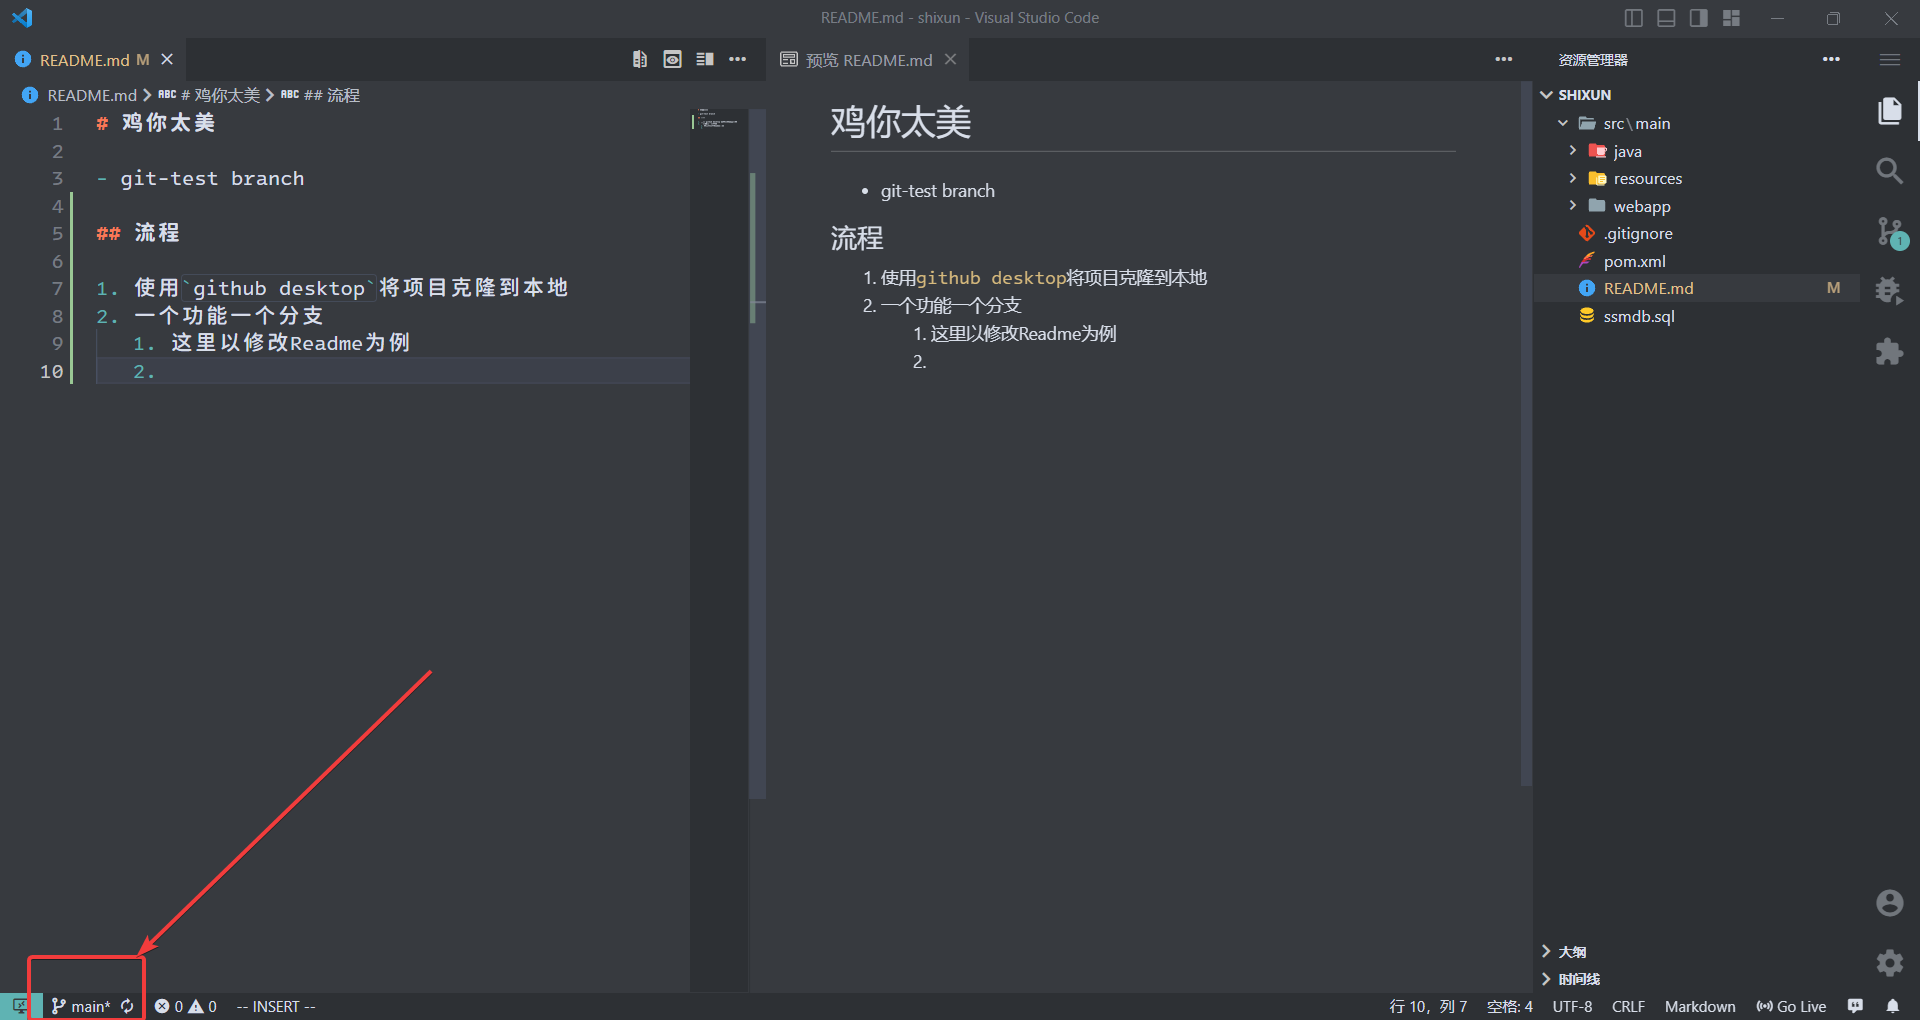 README.md - shixun - Visual Studio Code
README.md M
预览 README.md
资源管理器
README.md > ABC # 鸡你太美 > ABC ## 流程
1 # 鸡你太美
2
3 - git-test branch
4
5 ## 流程
6
7 1. 使用`github desktop`将项目克隆到本地
8 2. 一个功能一个分支
9 1. 这里以修改Readme为例
10 2.
鸡你太美
• git-test branch
流程
1. 使用github desktop将项目克隆到本地
2. 一个功能一个分支
1. 这里以修改Readme为例
2.
SHIXUN
src\main
java
resources
webapp
.gitignore
pom.xml
README.md M
ssmdb.sql
1
大纲
时间线
main* 0 0 -- INSERT --
行 10，列 7 空格: 4 UTF-8 CRLF Markdown Go Live